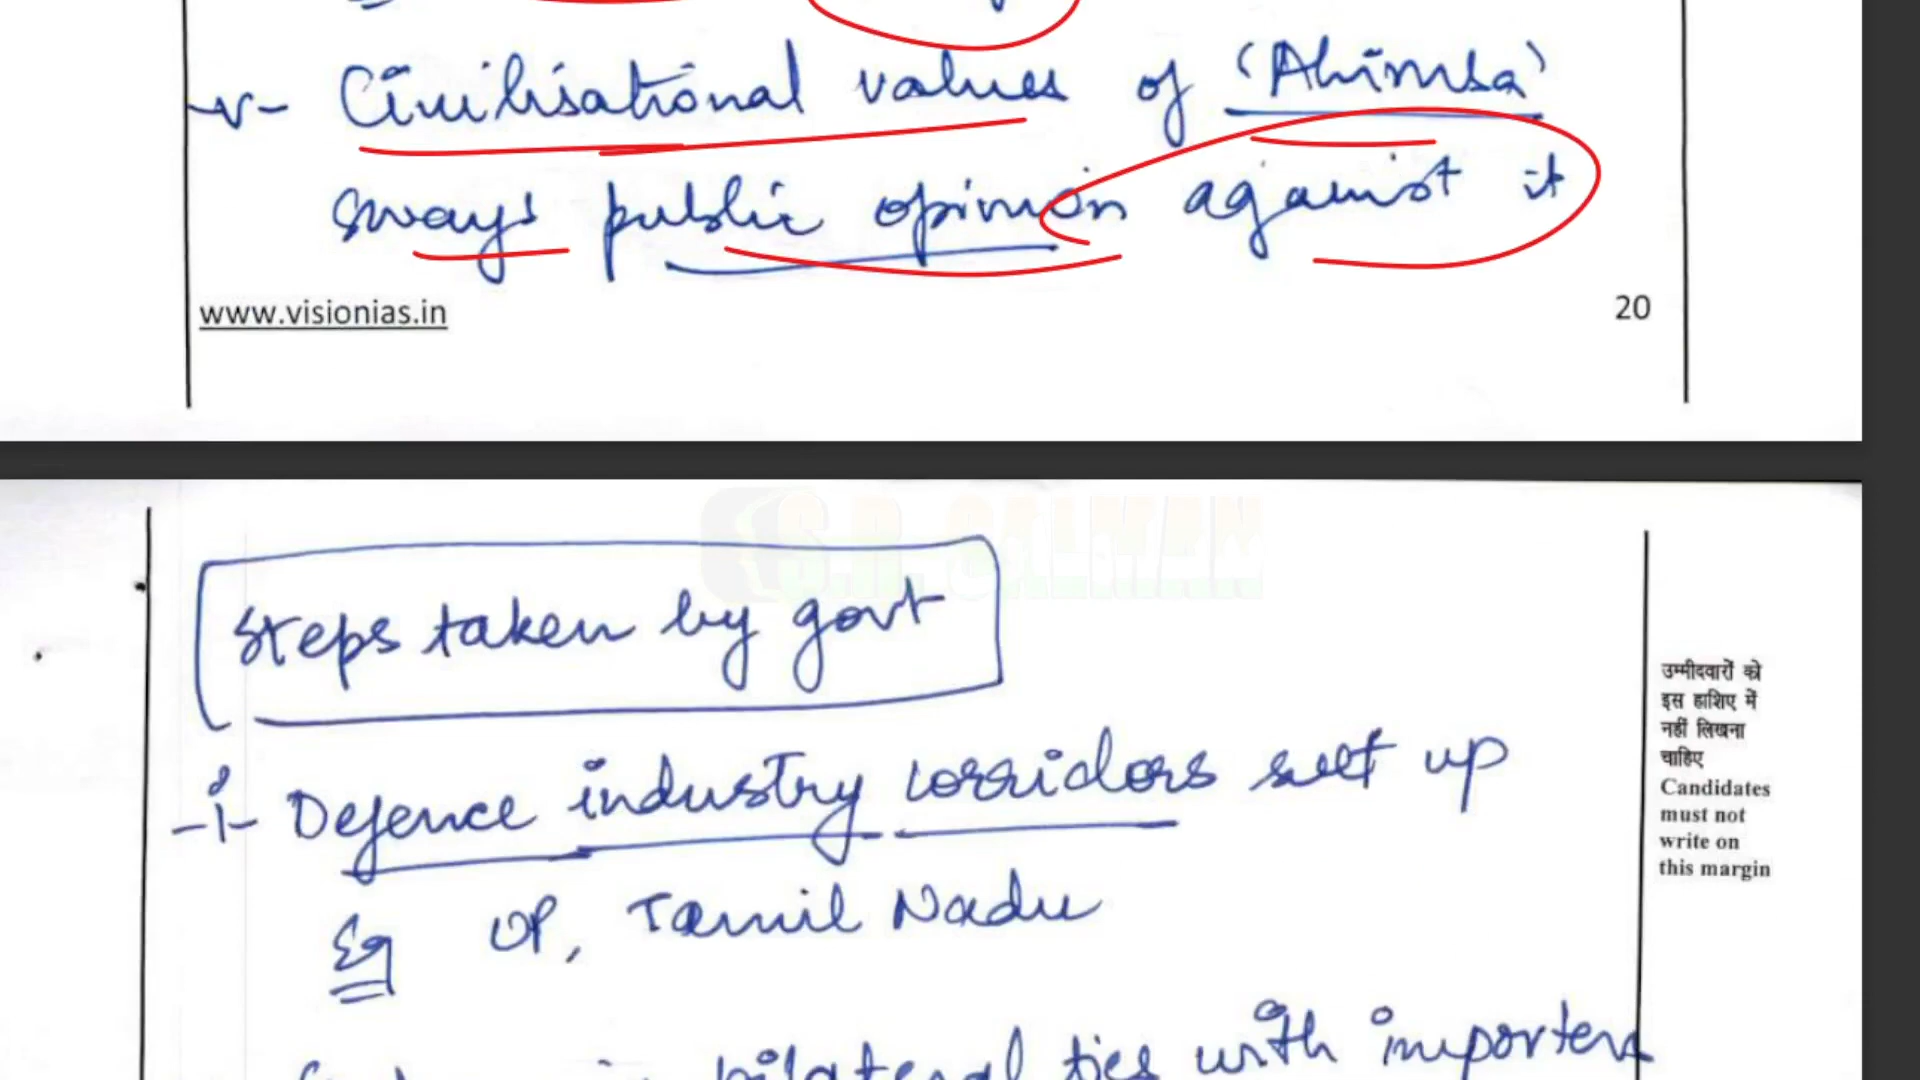 -v- Civilisational values of 'Ahimsa'
sways public opinion against it
www.visionias.in
20
S.R. SALMAN
Steps taken by govt
उम्मीदवारों को
इस हाशिए में
नहीं लिखना
चाहिए
Candidates
must not
write on
this margin
-i- Defence industry corridors set up
Eg UP, Tamil Nadu
bilateral ties with importers